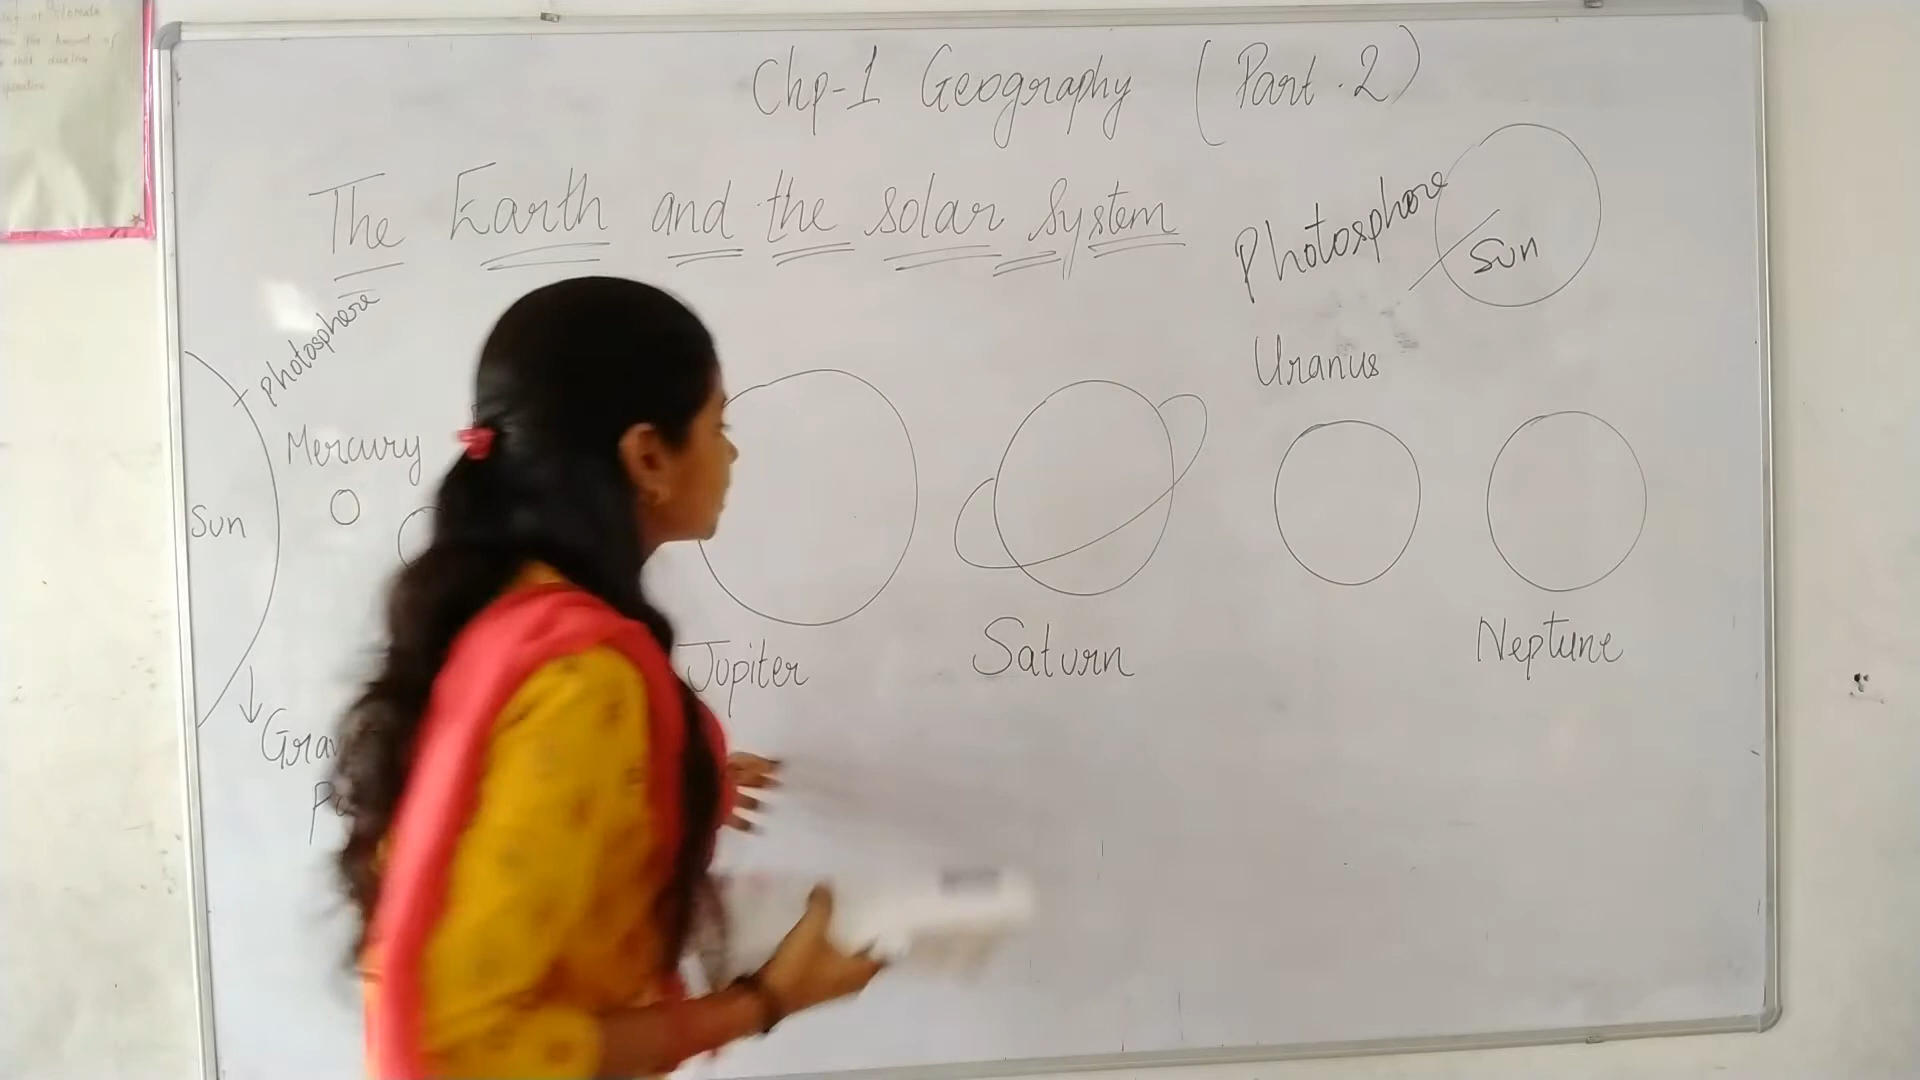 Chp-1 Geography (Part.2)
The Earth and the solar system
Photosphore
Sun
Photosphere
Uranus
Mercury
Sun
Jupiter
Saturn
Neptune